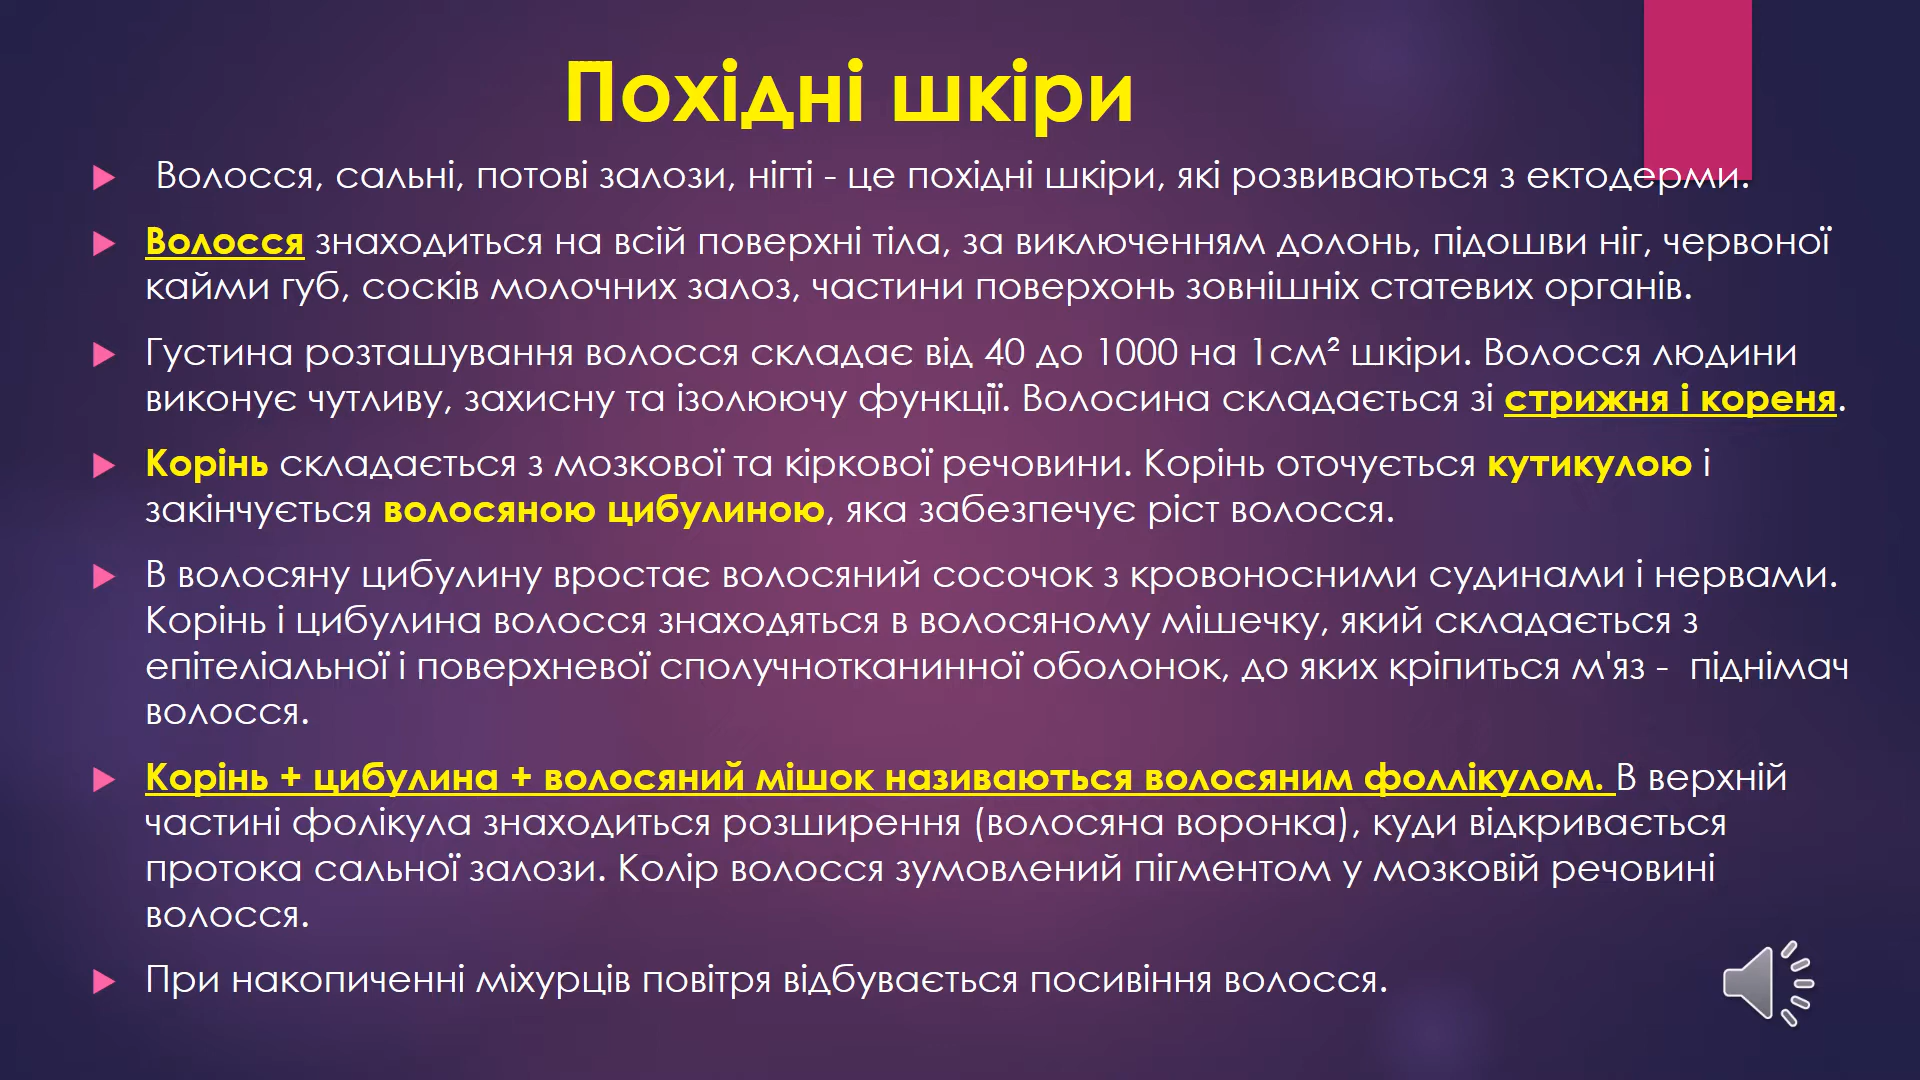 Похідні шкіри
Волосся, сальні, потові залози, нігті - це похідні шкіри, які розвиваються з ектодерми.
Волосся знаходиться на всій поверхні тіла, за виключенням долонь, підошви ніг, червоної
кайми губ, сосків молочних залоз, частини поверхонь зовнішніх статевих органів.
Густина розташування волосся складає від 40 до 1000 на 1см² шкіри. Волосся людини
виконує чутливу, захисну та ізолюючу функції. Волосина складається зі стрижня і кореня.
Корінь складається з мозкової та кіркової речовини. Корінь оточується кутикулою і
закінчується волосяною цибулиною, яка забезпечує ріст волосся.
В волосяну цибулину вростає волосяний сосочок з кровоносними судинами і нервами.
Корінь і цибулина волосся знаходяться в волосяному мішечку, який складається з
епітеліальної і поверхневої сполучнотканинної оболонок, до яких кріпиться м'яз - піднімач
волосся.
Корінь + цибулина + волосяний мішок називаються волосяним фоллікулом. В верхній
частині фолікула знаходиться розширення (волосяна воронка), куди відкривається
протока сальної залози. Колір волосся зумовлений пігментом у мозковій речовині
волосся.
При накопиченні міхурців повітря відбувається посивіння волосся.